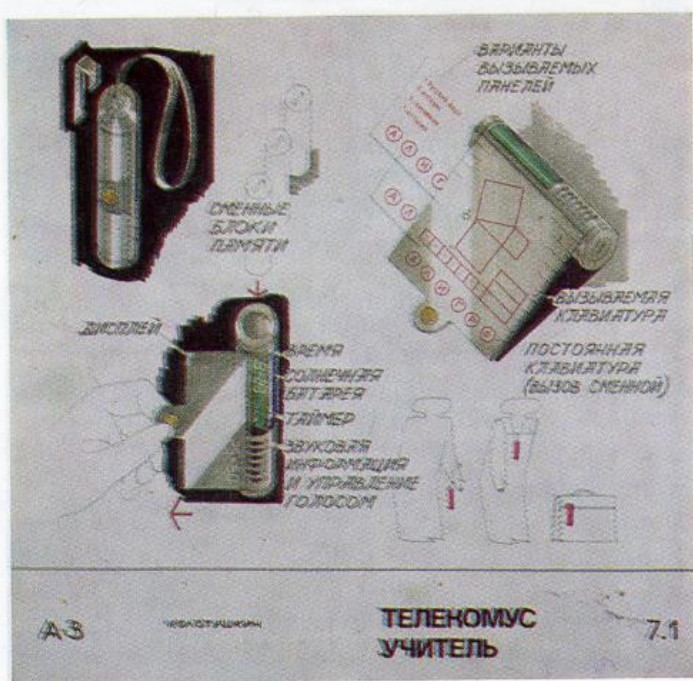 ВАРИАНТЫ
ВЫЗЫВАЕМЫХ
ПАНЕЛЕЙ
СМЕННЫЕ
БЛОКИ
ПАМЯТИ
ВЫЗЫВАЕМАЯ
КЛАВИАТУРА
ПОСТОЯННАЯ
КЛАВИАТУРА
(ВЫЗОВ СМЕННОЙ)
ДИСПЛЕЙ
ВРЕМЯ
СОЛНЕЧНАЯ
БАТАРЕЯ
ТАЙМЕР
ЗВУКОВАЯ
ИНФОРМАЦИЯ
И УПРАВЛЕНИЕ
ГОЛОСОМ
А-3
ТЕЛЕКОМУС
УЧИТЕЛЬ
7.1